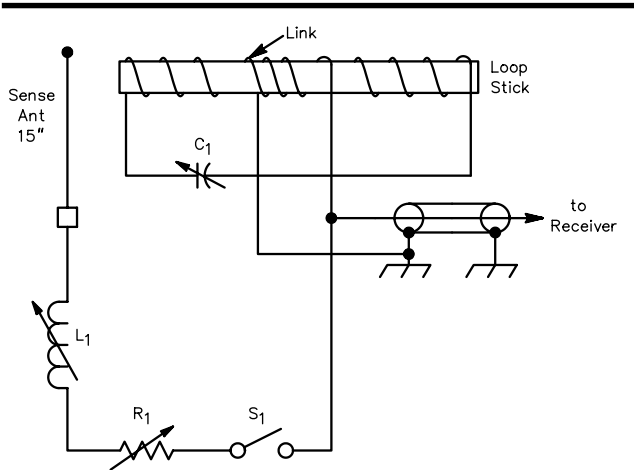 Link
Loop
Stick
Sense
Ant
15"
C1
to
Receiver
L1
R1
S1